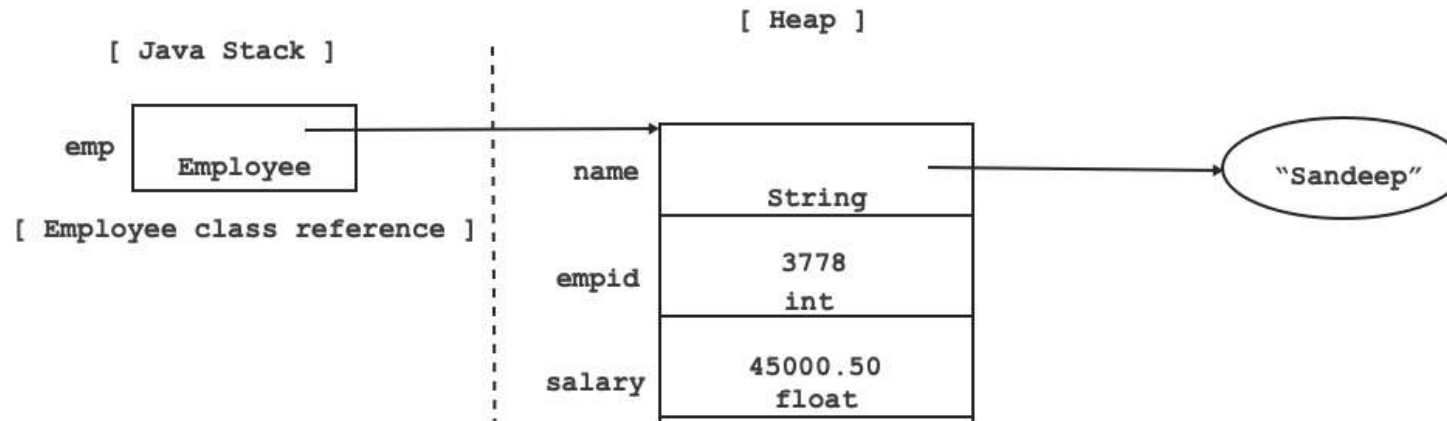 [ Heap ]
[ Java Stack ]
emp
Employee
[ Employee class reference ]
name
String
“Sandeep”
empid
3778
int
salary
45000.50
float